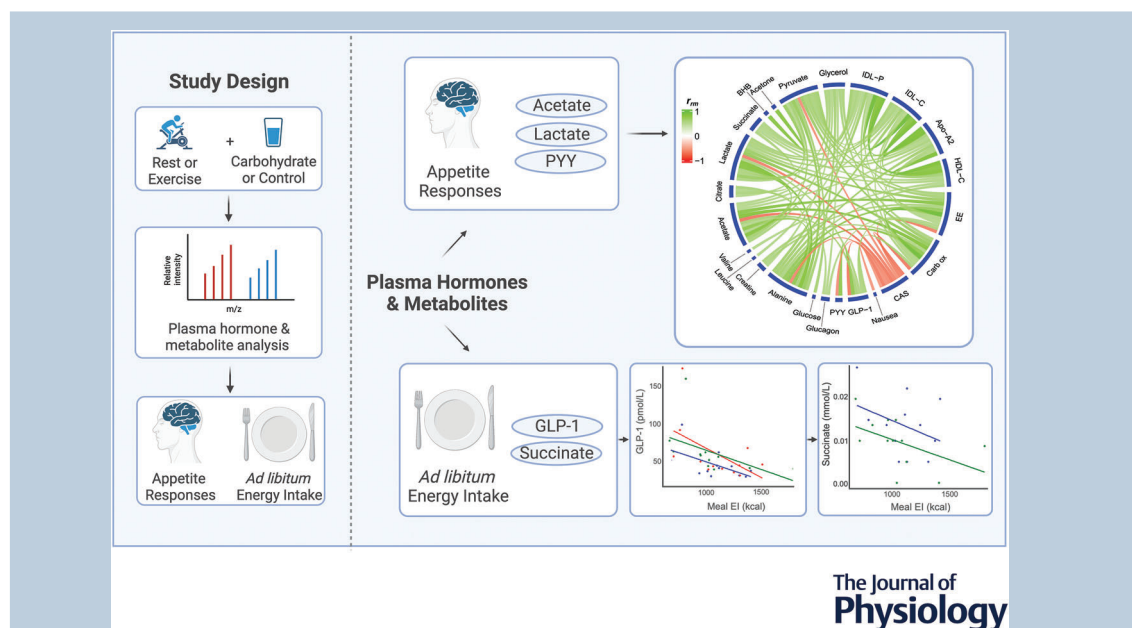 Study Design
Rest or
Exercise
+
Carbohydrate
or Control
Relative
intensity
m/z
Plasma hormone &
metabolite analysis
Appetite
Responses
Ad libitum
Energy Intake
Plasma Hormones
& Metabolites
Appetite
Responses
Acetate
Lactate
PYY
rrm
1
0
−1
BHB
Acetone
Pyruvate
Glycerol
IDL−P
IDL−C
Apo−A2
HDL−C
EE
Carb ox
CAS
Nausea
GLP−1
PYY
Glucagon
Glucose
Alanine
Creatine
Leucine
Valine
Acetate
Citrate
Lactate
Succinate
Ad libitum
Energy Intake
GLP-1
Succinate
GLP-1 (pmol/L)
150
100
50
1000 1500
Meal EI (kcal)
Succinate (mmol/L)
0.02
0.01
0.00
1000 1500
Meal EI (kcal)
The Journal of
Physiology